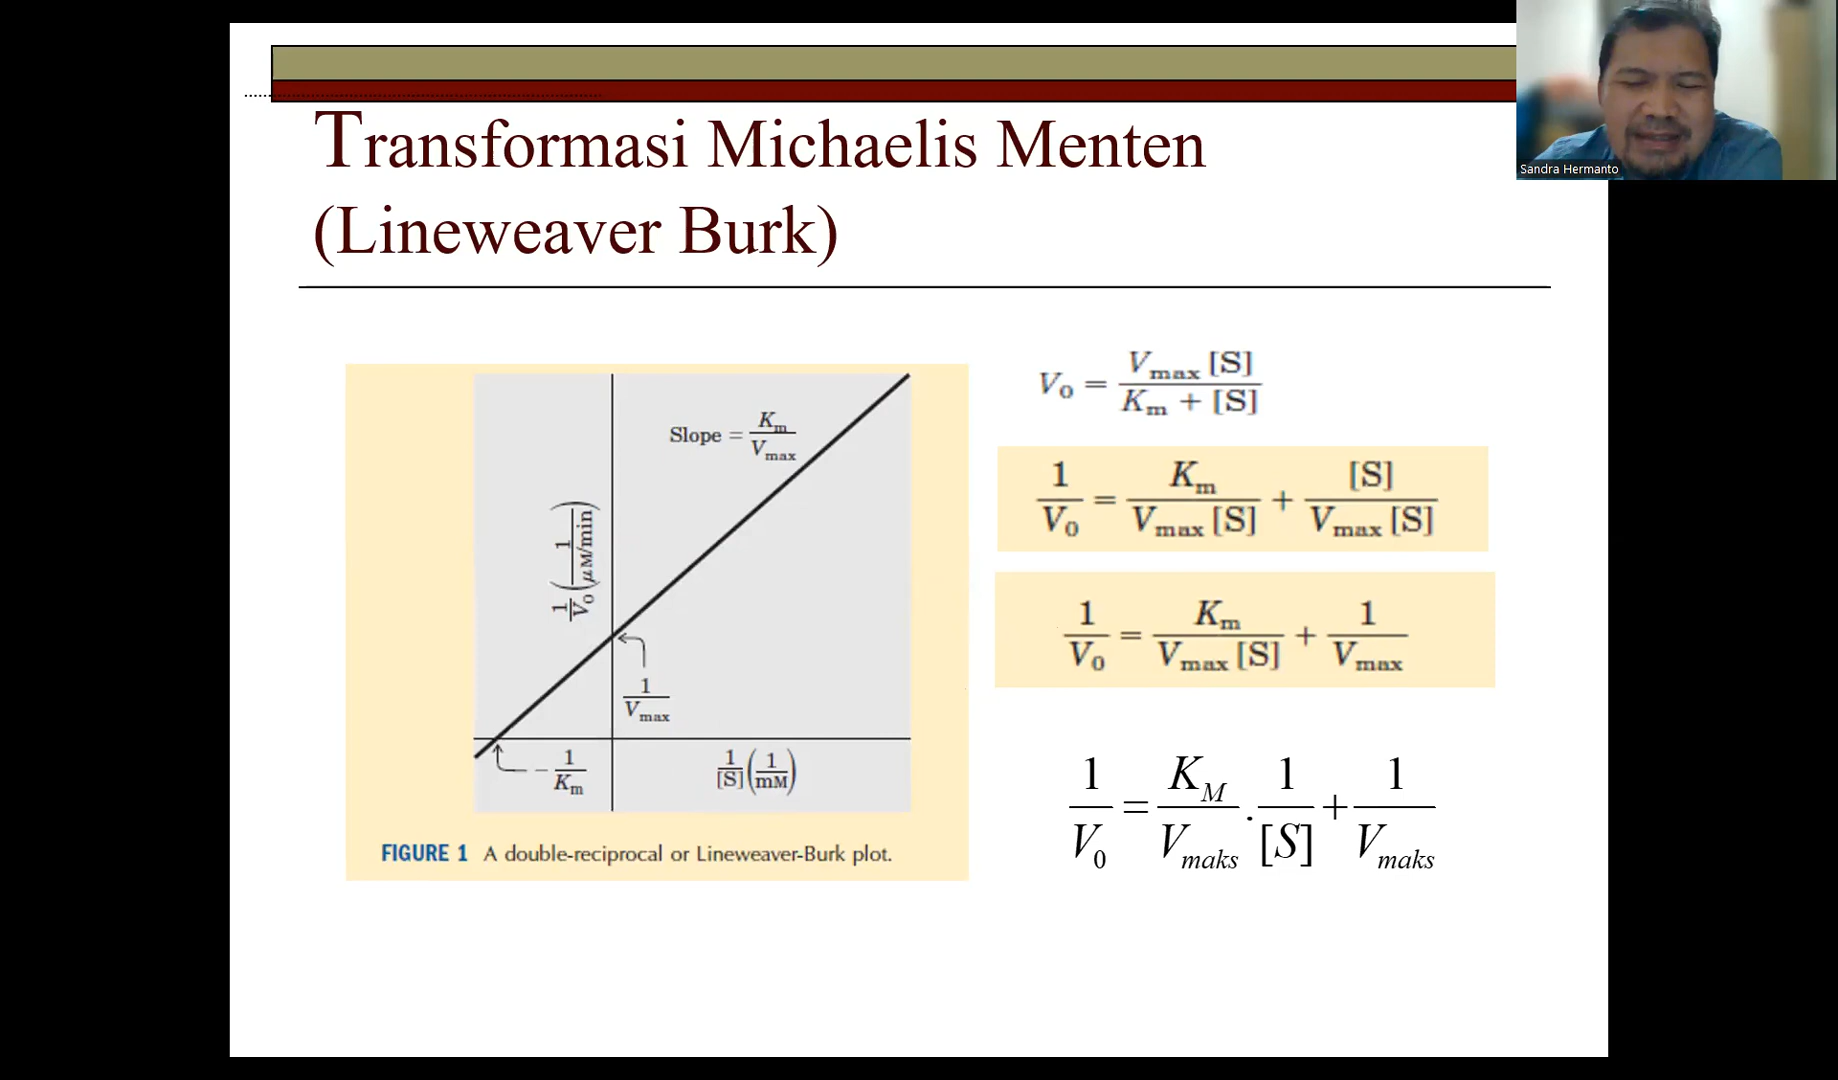 Sandra Hermanto
Transformasi Michaelis Menten
(Lineweaver Burk)
Slope = Km / Vmax
1/V0 (1/μM/min)
1/Vmax
– 1/Km
1/[S] (1/mM)
FIGURE 1 A double-reciprocal or Lineweaver-Burk plot.
V0 = Vmax [S] / Km + [S]
1/V0 = Km / Vmax [S] + [S] / Vmax [S]
1/V0 = Km / Vmax [S] + 1 / Vmax
1/V0 = KM/Vmaks . 1/[S] + 1/Vmaks